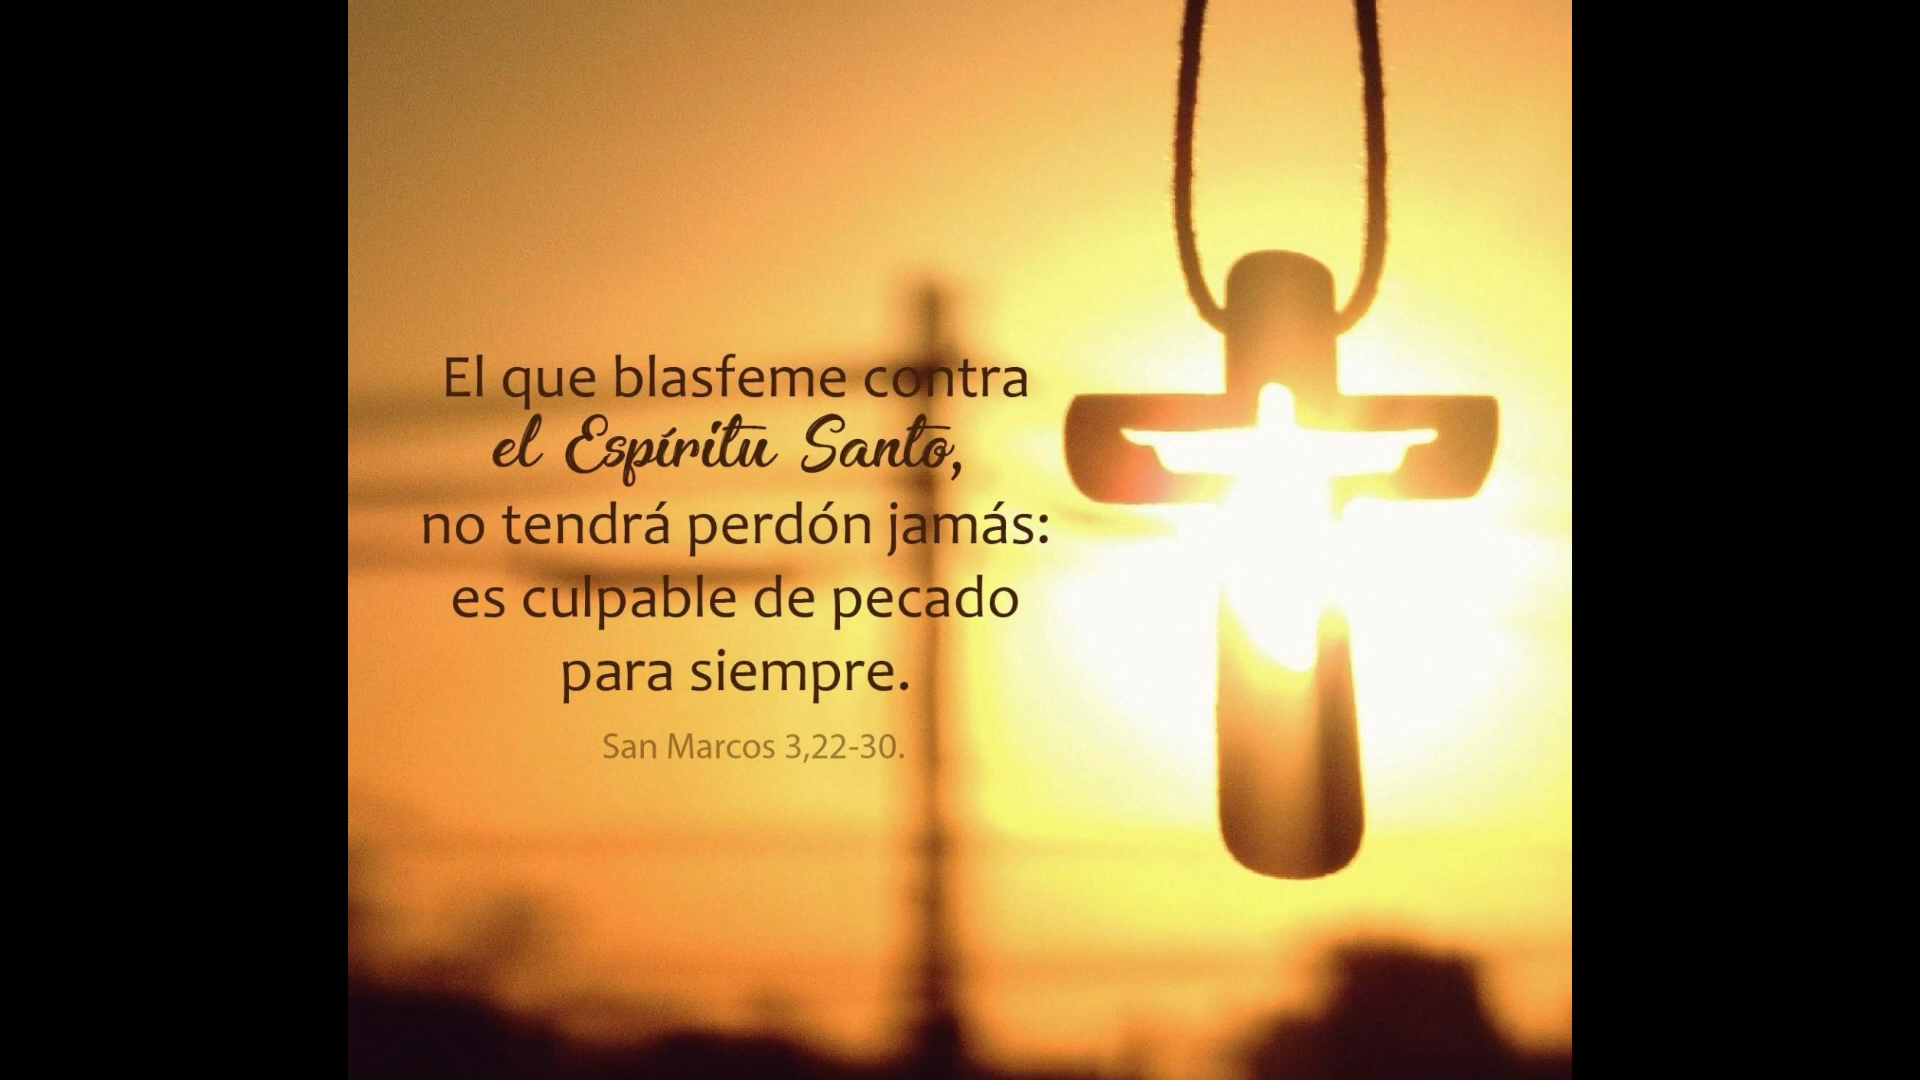 El que blasfeme contra
el Espíritu Santo,
no tendrá perdón jamás:
es culpable de pecado
para siempre.
San Marcos 3,22-30.